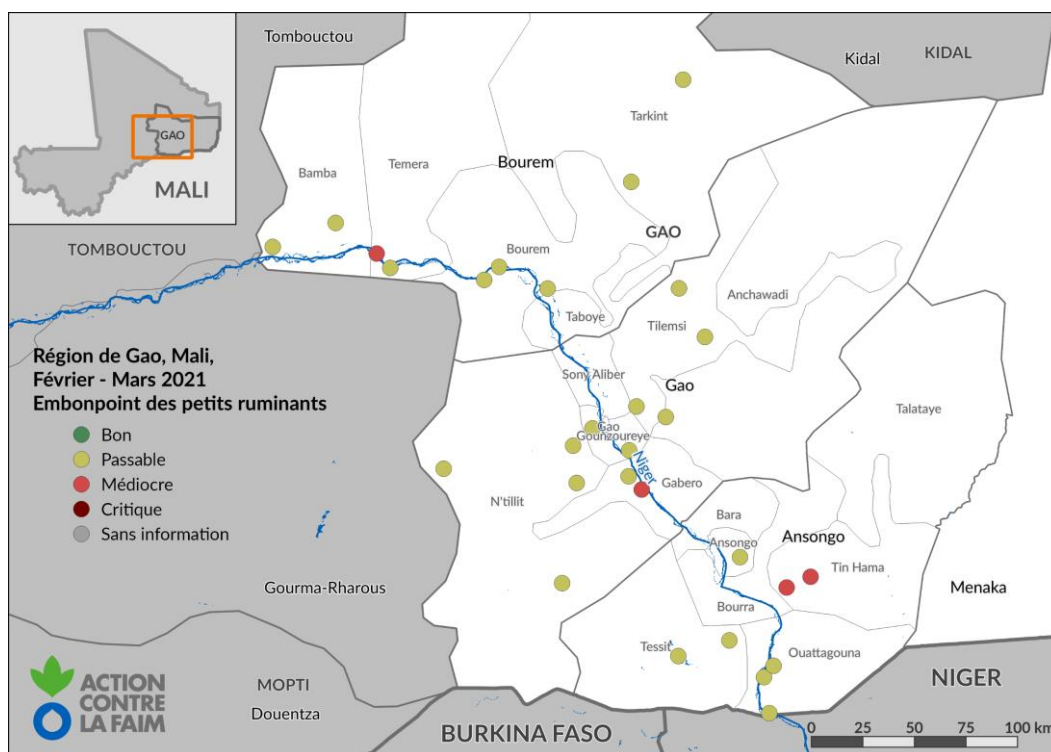 Tombouctou
Kidal
KIDAL
GAO
MALI
Tarkint
Bamba
Temera
Bourem
TOMBOUCTOU
GAO
Bourem
Anchawadi
Taboye
Tilemsi
Région de Gao, Mali,
Février - Mars 2021
Embonpoint des petits ruminants
Bon
Passable
Médiocre
Critique
Sans information
Sony Aliber
Gao
Talataye
Gao
Gounzoureye
Niger
N'tillit
Gabero
Bara
Ansongo
Ansongo
Tin Hama
Gourma-Rharous
Menaka
Bourra
Tessit
Ouattagouna
ACTION
CONTRE
LA FAIM
MOPTI
Douentza
NIGER
BURKINA FASO
0 25 50 75 100 km